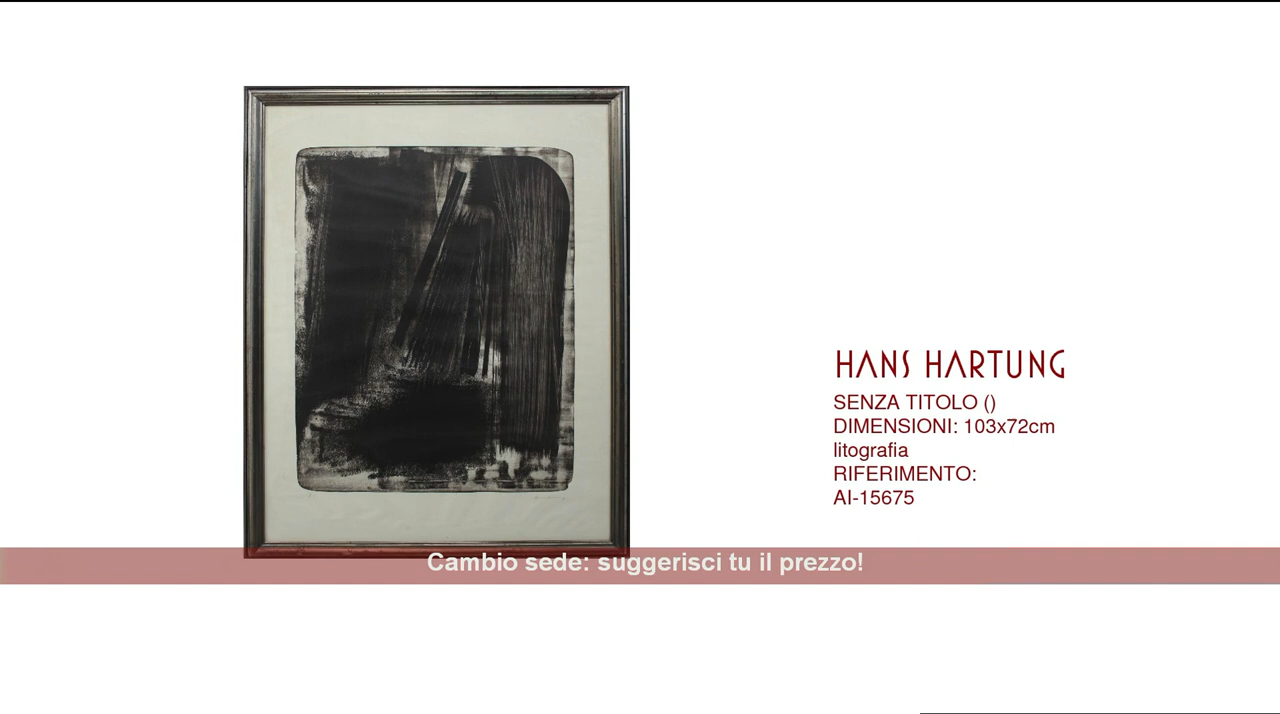 HANS HARTUNG
SENZA TITOLO ()
DIMENSIONI: 103x72cm
litografia
RIFERIMENTO:
AI-15675
Cambio sede: suggerisci tu il prezzo!